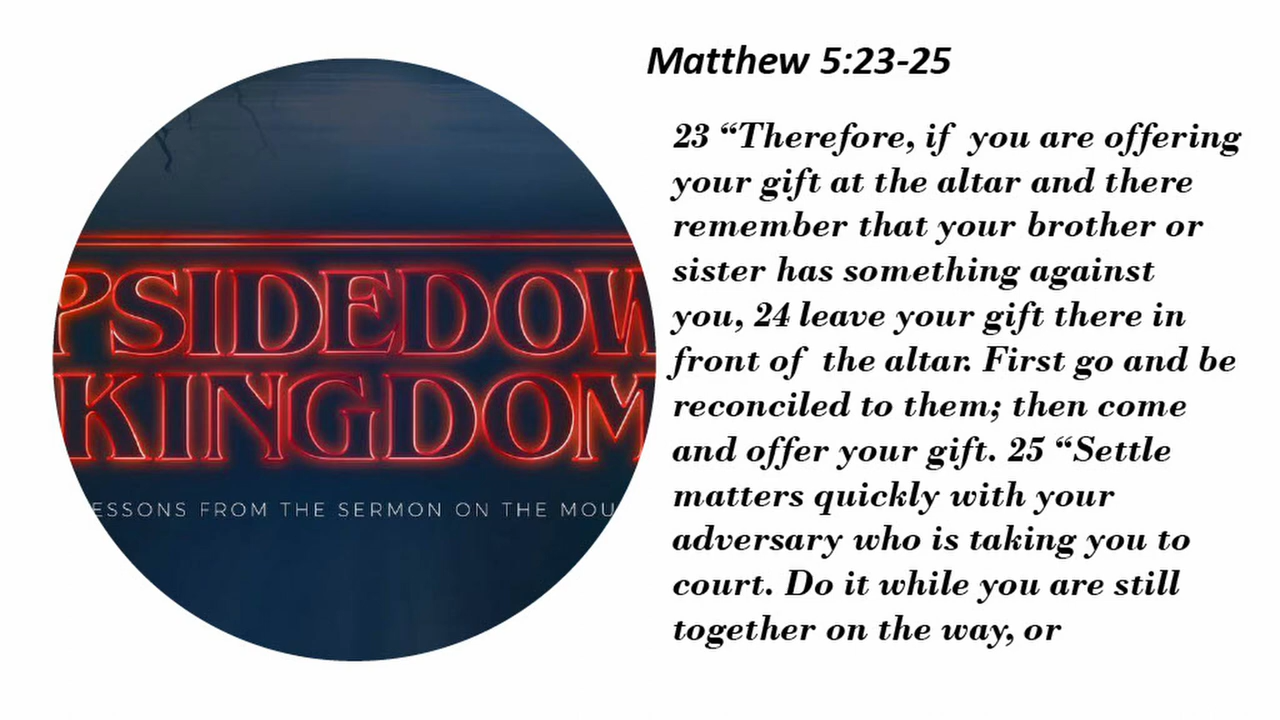 PSIDEDOW
KINGDOM
ESSONS FROM THE SERMON ON THE MOU
Matthew 5:23-25
23 “Therefore, if you are offering
your gift at the altar and there
remember that your brother or
sister has something against
you, 24 leave your gift there in
front of the altar. First go and be
reconciled to them; then come
and offer your gift. 25 “Settle
matters quickly with your
adversary who is taking you to
court. Do it while you are still
together on the way, or